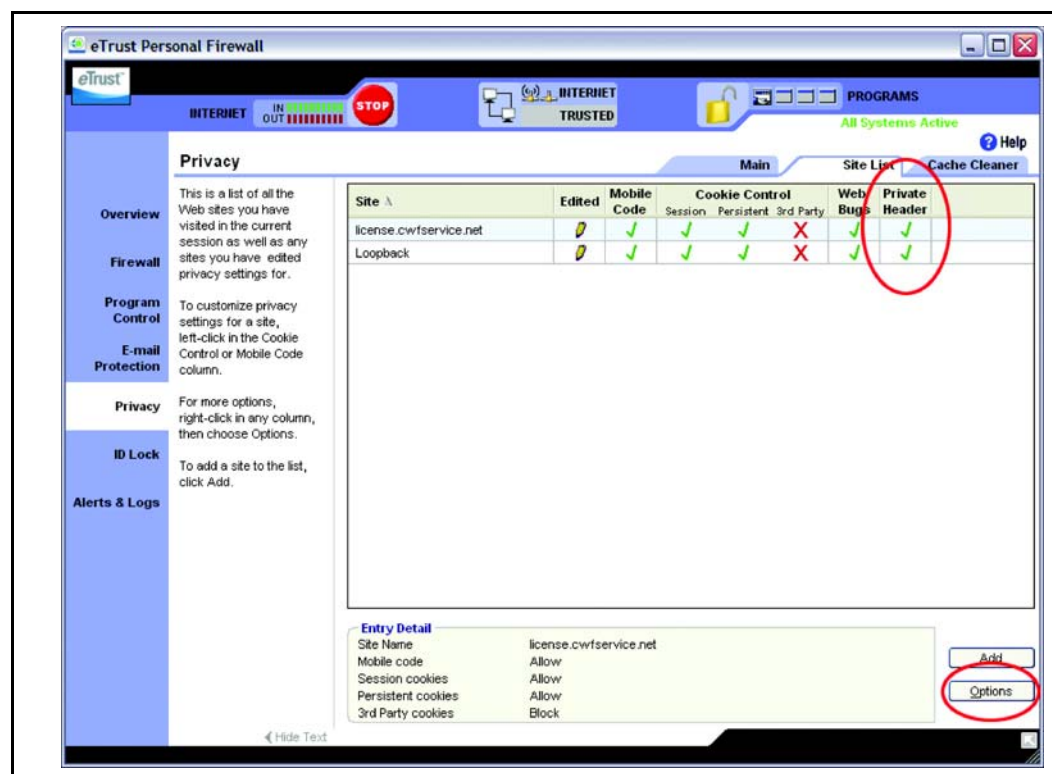 eTrust Personal Firewall
eTrust™
INTERNET
IN
OUT
STOP
INTERNET
TRUSTED
PROGRAMS
All Systems Active
Help
Privacy
Main
Site List
Cache Cleaner
Overview
Firewall
Program
Control
E-mail
Protection
Privacy
ID Lock
Alerts & Logs
This is a list of all the
Web sites you have
visited in the current
session as well as any
sites you have edited
privacy settings for.
To customize privacy
settings for a site,
left-click in the Cookie
Control or Mobile Code
column.
For more options,
right-click in any column,
then choose Options.
To add a site to the list,
click Add.
Site Edited Mobile Code Cookie Control Web Bugs Private Header
Session Persistent 3rd Party
license.cwfservice.net
Loopback
Entry Detail
Site Name license.cwfservice.net
Mobile code Allow
Session cookies Allow
Persistent cookies Allow
3rd Party cookies Block
Add
Options
Hide Text